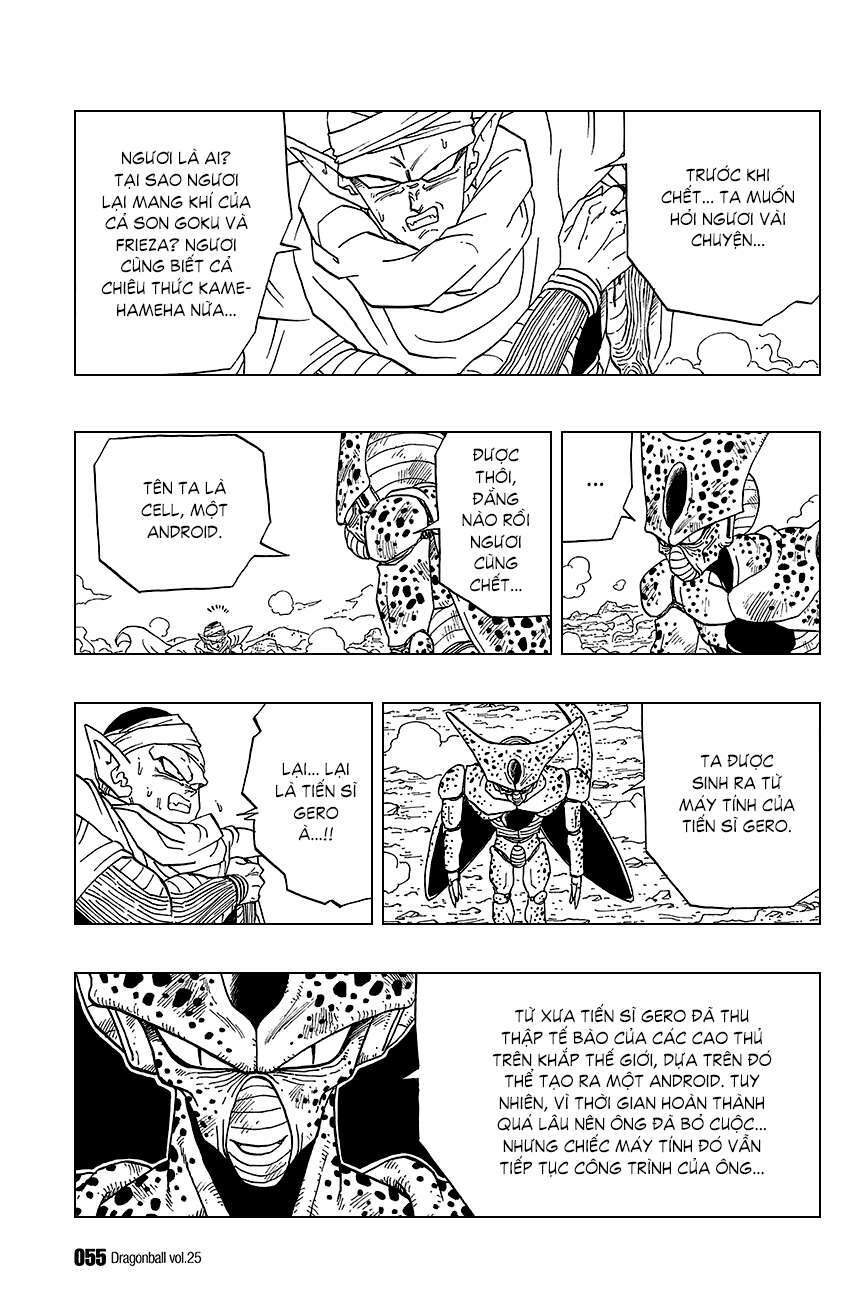 TRƯỚC KHI
CHẾT... TA MUỐN
HỎI NGƯƠI VÀI
CHUYỆN...
NGƯƠI LÀ AI?
TẠI SAO NGƯƠI
LẠI MANG KHÍ CỦA
CẢ SON GOKU VÀ
FRIEZA? NGƯƠI
CŨNG BIẾT CẢ
CHIÊU THỨC KAME-
HAMEHA NỮA...
...
ĐƯỢC
THÔI,
ĐẰNG
NÀO RỒI
NGƯƠI
CŨNG
CHẾT...
TÊN TA LÀ
CELL, MỘT
ANDROID.
TA ĐƯỢC
SINH RA TỪ
MÁY TÍNH CỦA
TIẾN SĨ GERO.
LẠI... LẠI
LÀ TIẾN SĨ
GERO
À...!!
TỪ XƯA TIẾN SĨ GERO ĐÃ THU
THẬP TẾ BÀO CỦA CÁC CAO THỦ
TRÊN KHẮP THẾ GIỚI, DỰA TRÊN ĐÓ
THỂ TẠO RA MỘT ANDROID. TUY
NHIÊN, VÌ THỜI GIAN HOÀN THÀNH
QUÁ LÂU NÊN ÔNG ĐÃ BỎ CUỘC...
NHƯNG CHIẾC MÁY TÍNH ĐÓ VẪN
TIẾP TỤC CÔNG TRÌNH CỦA ÔNG...
055 Dragonball vol.25